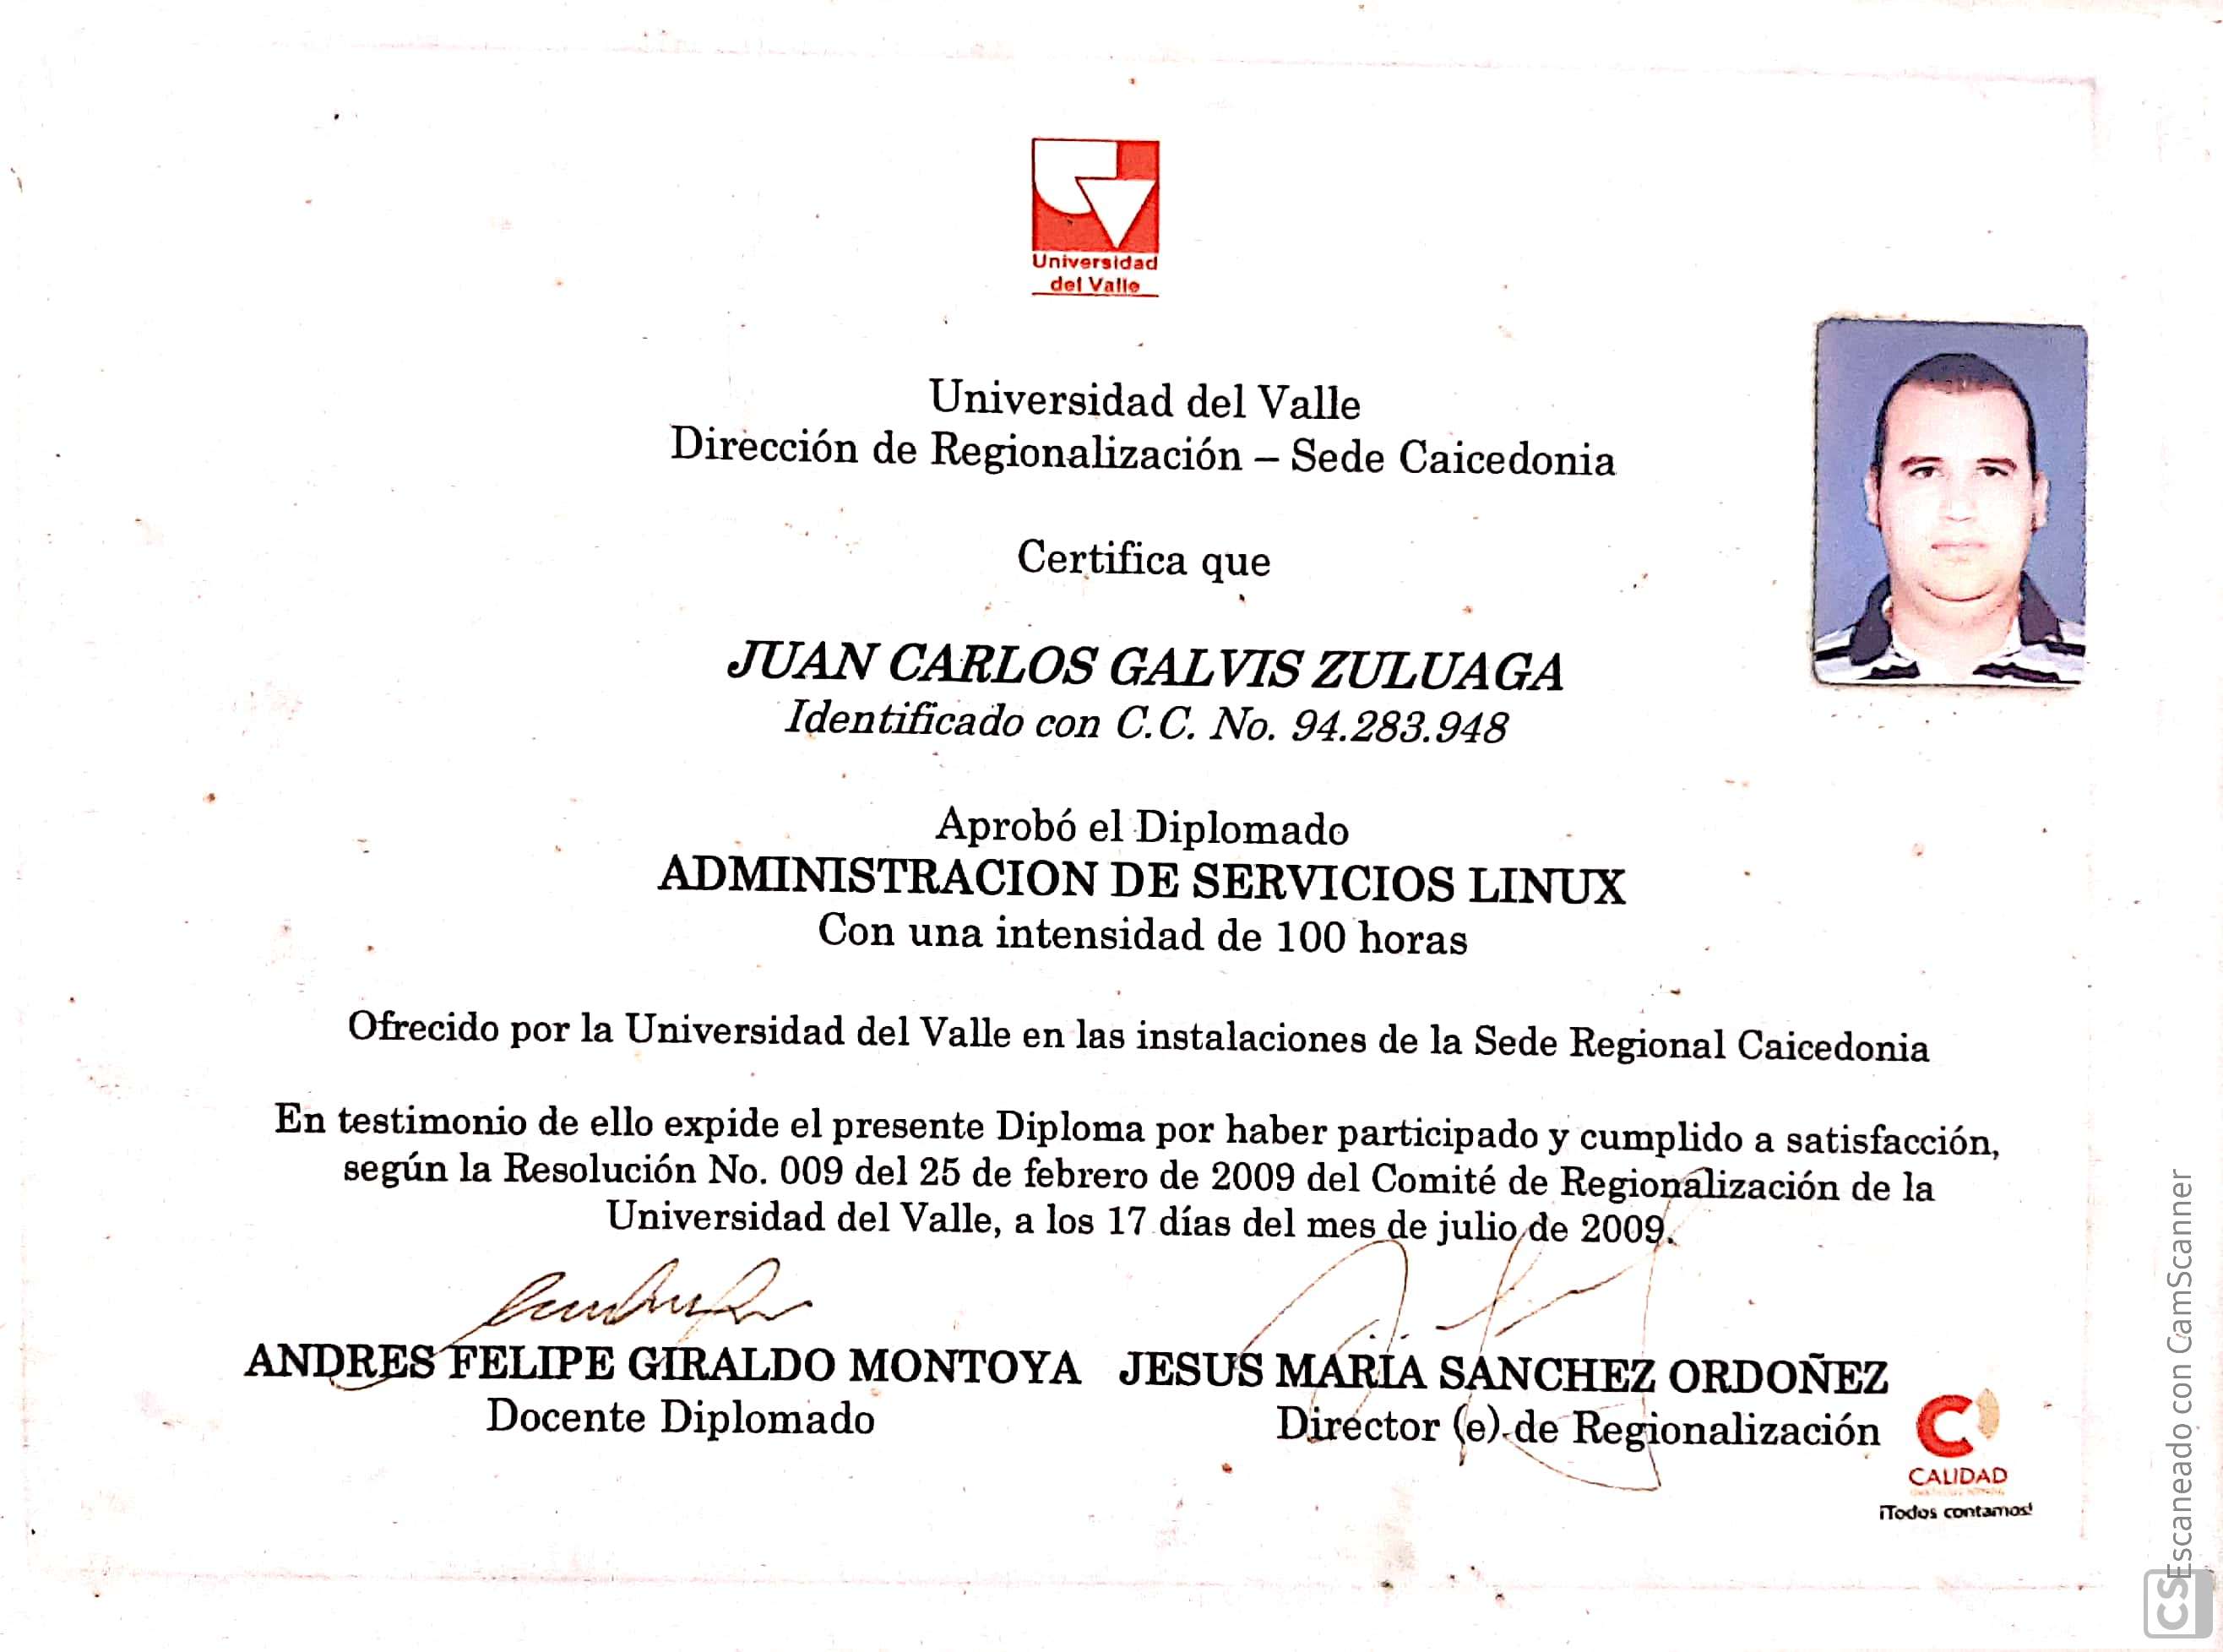 Universidad
del Valle
Universidad del Valle
Dirección de Regionalización – Sede Caicedonia
Certifica que
JUAN CARLOS GALVIS ZULUAGA
Identificado con C.C. No. 94.283.948
Aprobó el Diplomado
ADMINISTRACION DE SERVICIOS LINUX
Con una intensidad de 100 horas
Ofrecido por la Universidad del Valle en las instalaciones de la Sede Regional Caicedonia
En testimonio de ello expide el presente Diploma por haber participado y cumplido a satisfacción,
según la Resolución No. 009 del 25 de febrero de 2009 del Comité de Regionalización de la
Universidad del Valle, a los 17 días del mes de julio de 2009.
ANDRES FELIPE GIRALDO MONTOYA JESUS MARÍA SANCHEZ ORDOÑEZ
Docente Diplomado Director (e) de Regionalización
CALIDAD
¡Todos contamos!
CS Escaneado con CamScanner